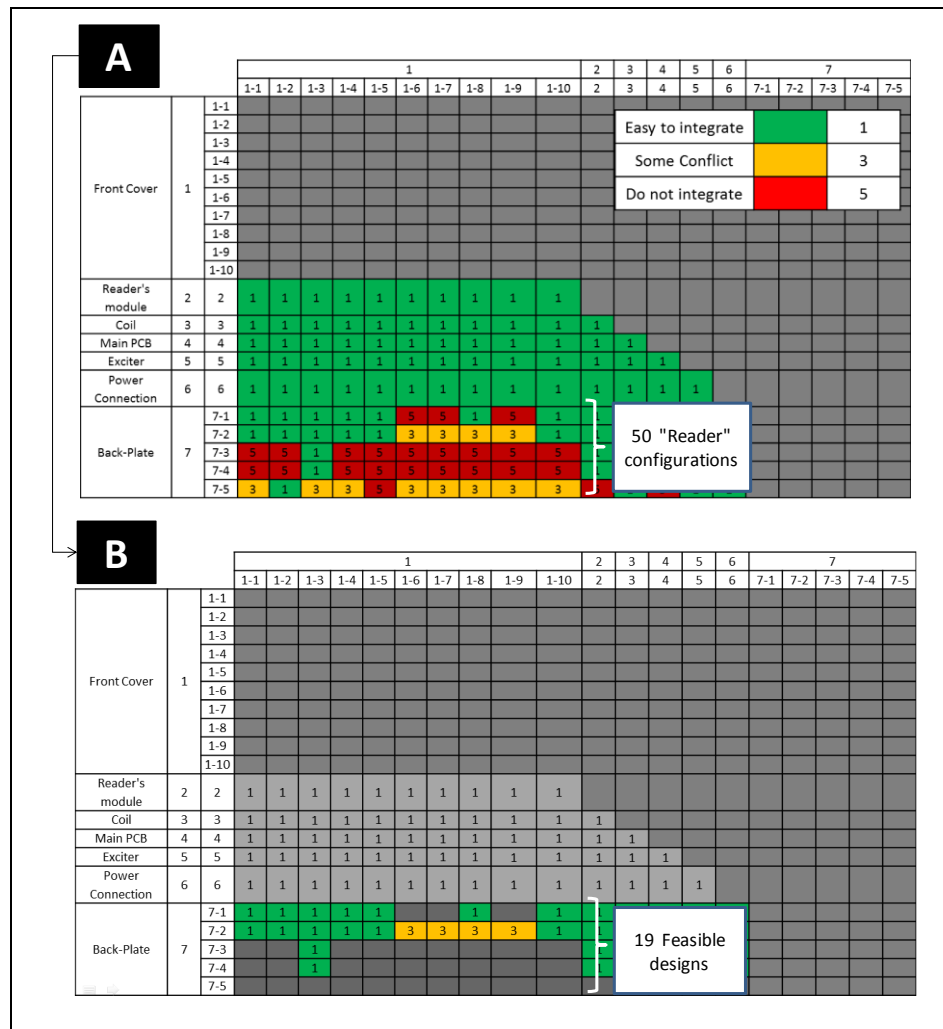 A
1 2 3 4 5 6 7
1-1 1-2 1-3 1-4 1-5 1-6 1-7 1-8 1-9 1-10 2 3 4 5 6 7-1 7-2 7-3 7-4 7-5
Easy to integrate 1
Some Conflict 3
Do not integrate 5
Front Cover 1
1-1
1-2
1-3
1-4
1-5
1-6
1-7
1-8
1-9
1-10
Reader's
module 2 2 1 1 1 1 1 1 1 1 1 1
Coil 3 3 1 1 1 1 1 1 1 1 1 1 1
Main PCB 4 4 1 1 1 1 1 1 1 1 1 1 1 1
Exciter 5 5 1 1 1 1 1 1 1 1 1 1 1 1 1
Power
Connection 6 6 1 1 1 1 1 1 1 1 1 1 1 1 1 1
Back-Plate 7
7-1 1 1 1 1 1 5 5 1 5 1 1
7-2 1 1 1 1 1 3 3 3 3 1 1
7-3 5 5 1 5 5 5 5 5 5 5 1
7-4 5 5 1 5 5 5 5 5 5 5 1
7-5 3 1 3 3 5 3 3 3 3 3
50 "Reader"
configurations
B
1 2 3 4 5 6 7
1-1 1-2 1-3 1-4 1-5 1-6 1-7 1-8 1-9 1-10 2 3 4 5 6 7-1 7-2 7-3 7-4 7-5
Front Cover 1
1-1
1-2
1-3
1-4
1-5
1-6
1-7
1-8
1-9
1-10
Reader's
module 2 2 1 1 1 1 1 1 1 1 1 1
Coil 3 3 1 1 1 1 1 1 1 1 1 1 1
Main PCB 4 4 1 1 1 1 1 1 1 1 1 1 1 1
Exciter 5 5 1 1 1 1 1 1 1 1 1 1 1 1 1
Power
Connection 6 6 1 1 1 1 1 1 1 1 1 1 1 1 1 1
Back-Plate 7
7-1 1 1 1 1 1 1 1 1
7-2 1 1 1 1 1 3 3 3 3 1 1
7-3 1 1
7-4 1 1
7-5
19 Feasible
designs